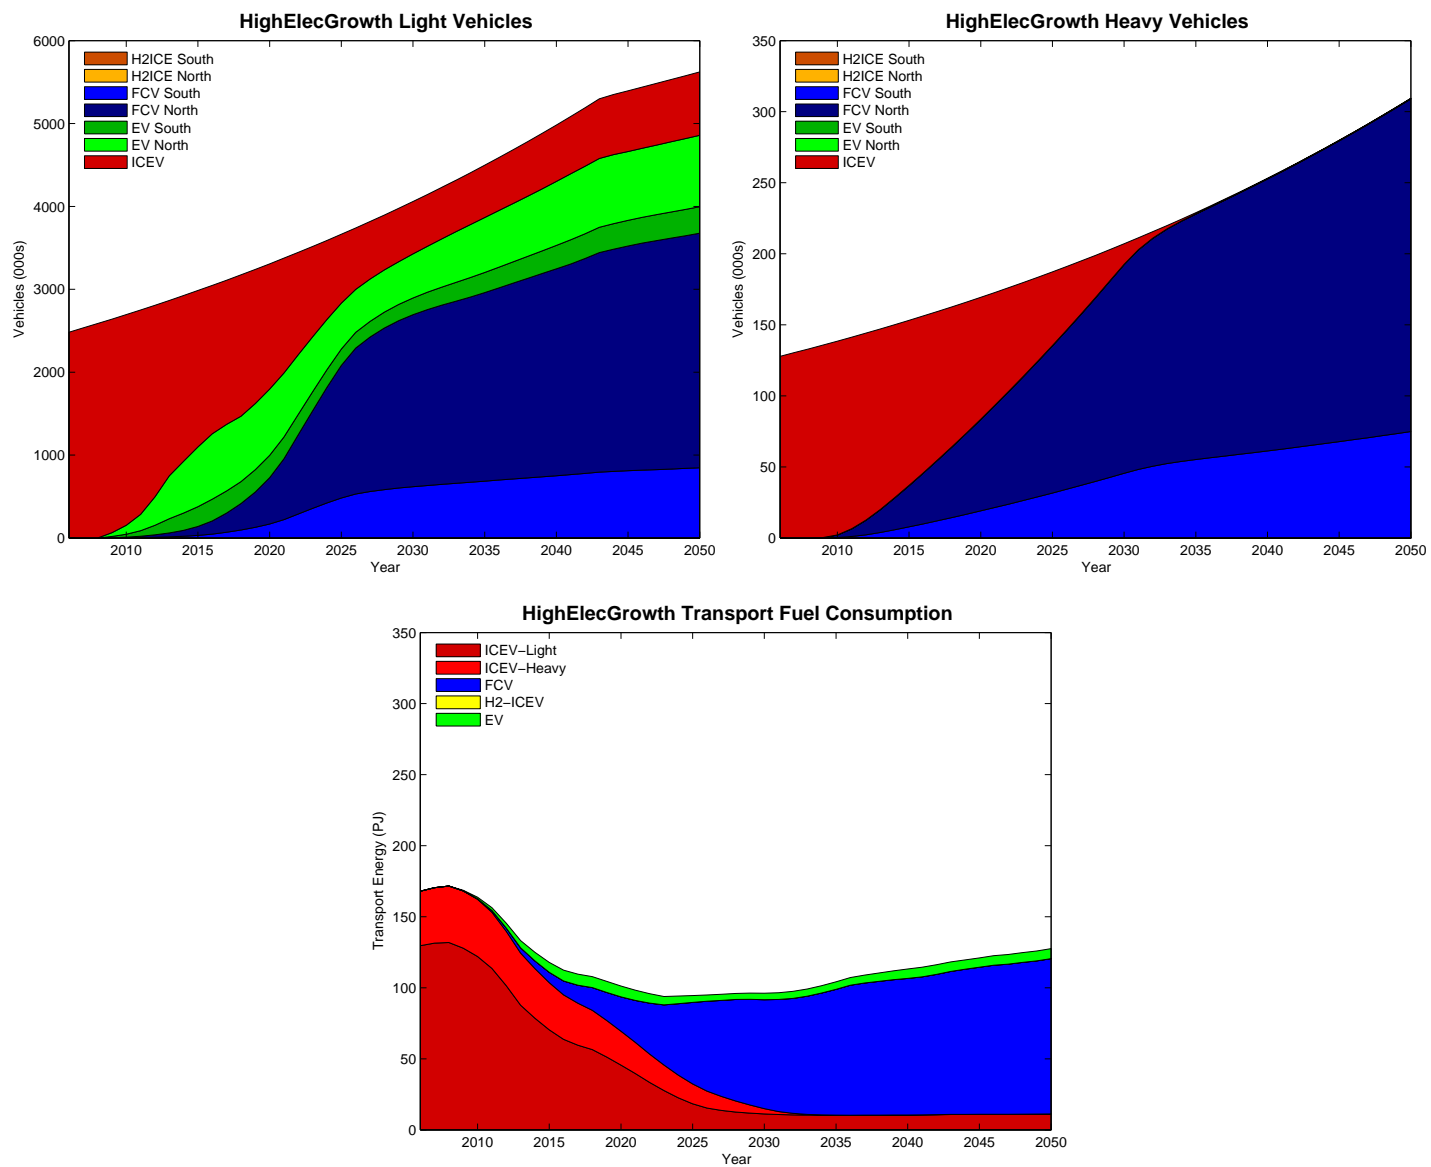 HighElecGrowth Light Vehicles
6000
5000
4000
3000
2000
1000
0
Vehicles (000s)
H2ICE South
H2ICE North
FCV South
FCV North
EV South
EV North
ICEV
2010 2015 2020 2025 2030 2035 2040 2045 2050
Year
HighElecGrowth Heavy Vehicles
350
300
250
200
150
100
50
0
Vehicles (000s)
H2ICE South
H2ICE North
FCV South
FCV North
EV South
EV North
ICEV
2010 2015 2020 2025 2030 2035 2040 2045 2050
Year
HighElecGrowth Transport Fuel Consumption
350
300
250
200
150
100
50
0
Transport Energy (PJ)
ICEV−Light
ICEV−Heavy
FCV
H2−ICEV
EV
2010 2015 2020 2025 2030 2035 2040 2045 2050
Year